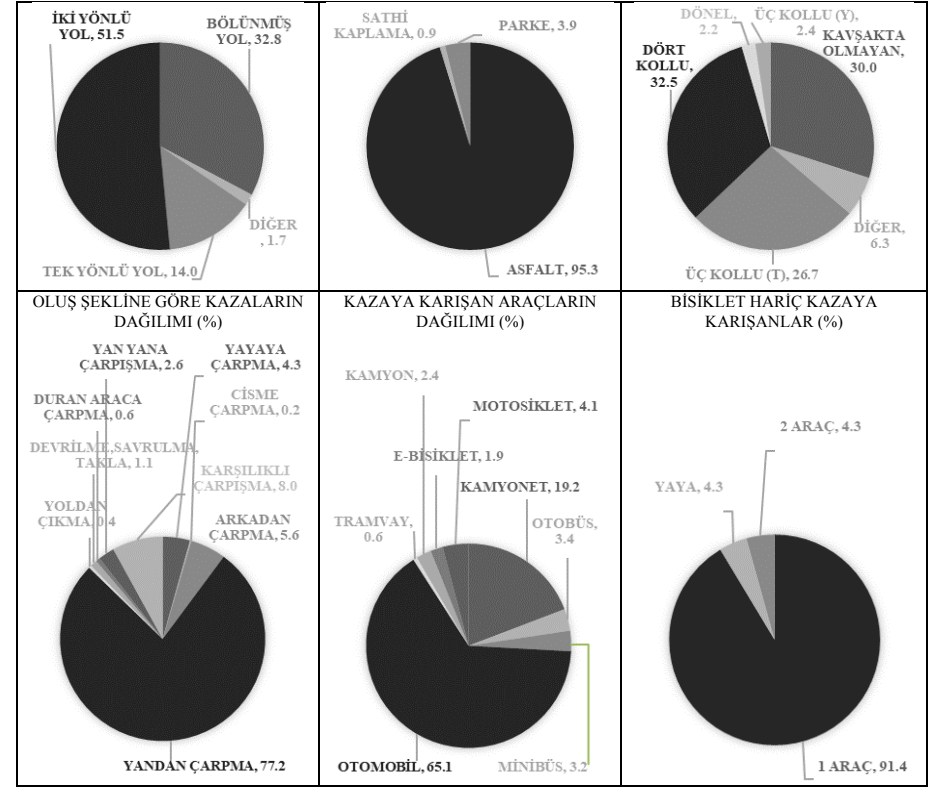 İKİ YÖNLÜ
YOL, 51.5
BÖLÜNMÜŞ
YOL, 32.8
DİĞER
, 1.7
TEK YÖNLÜ YOL, 14.0
SATHİ
KAPLAMA, 0.9
PARKE, 3.9
ASFALT, 95.3
DÖNEL,
2.2
ÜÇ KOLLU (Y),
2.4
KAVŞAKTA
OLMAYAN,
30.0
DÖRT
KOLLU,
32.5
DİĞER,
6.3
ÜÇ KOLLU (T), 26.7
OLUŞ ŞEKLİNE GÖRE KAZALARIN
DAĞILIMI (%)
YAN YANA
ÇARPIŞMA, 2.6
YAYAYA
ÇARPMA, 4.3
DURAN ARACA
ÇARPMA, 0.6
CİSME
ÇARPMA, 0.2
DEVRİLME,SAVRULMA,
TAKLA, 1.1
KARŞILIKLI
ÇARPIŞMA, 8.0
YOLDAN
ÇIKMA, 0.4
ARKADAN
ÇARPMA, 5.6
YANDAN ÇARPMA, 77.2
KAZAYA KARIŞAN ARAÇLARIN
DAĞILIMI (%)
KAMYON, 2.4
MOTOSİKLET, 4.1
E-BİSİKLET, 1.9
KAMYONET, 19.2
TRAMVAY,
0.6
OTOBÜS,
3.4
OTOMOBİL, 65.1
MİNİBÜS, 3.2
BİSİKLET HARİÇ KAZAYA
KARIŞANLAR (%)
2 ARAÇ, 4.3
YAYA, 4.3
1 ARAÇ, 91.4